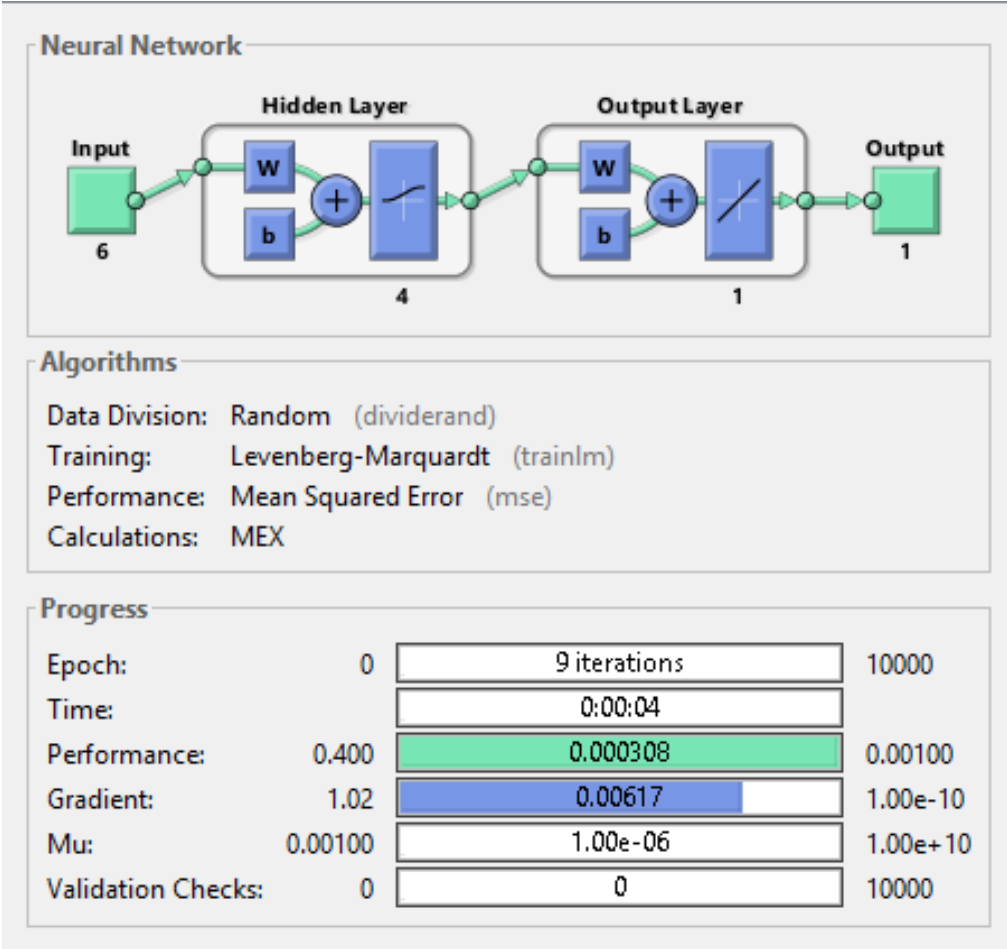 Neural Network
Hidden Layer
Output Layer
Input
Output
W
W
+
+
b
b
6
1
4
1
Algorithms
Data Division: Random (dividerand)
Training: Levenberg-Marquardt (trainlm)
Performance: Mean Squared Error (mse)
Calculations: MEX
Progress
Epoch: 0 9 iterations 10000
Time: 0:00:04
Performance: 0.400 0.000308 0.00100
Gradient: 1.02 0.00617 1.00e-10
Mu: 0.00100 1.00e-06 1.00e+10
Validation Checks: 0 0 10000